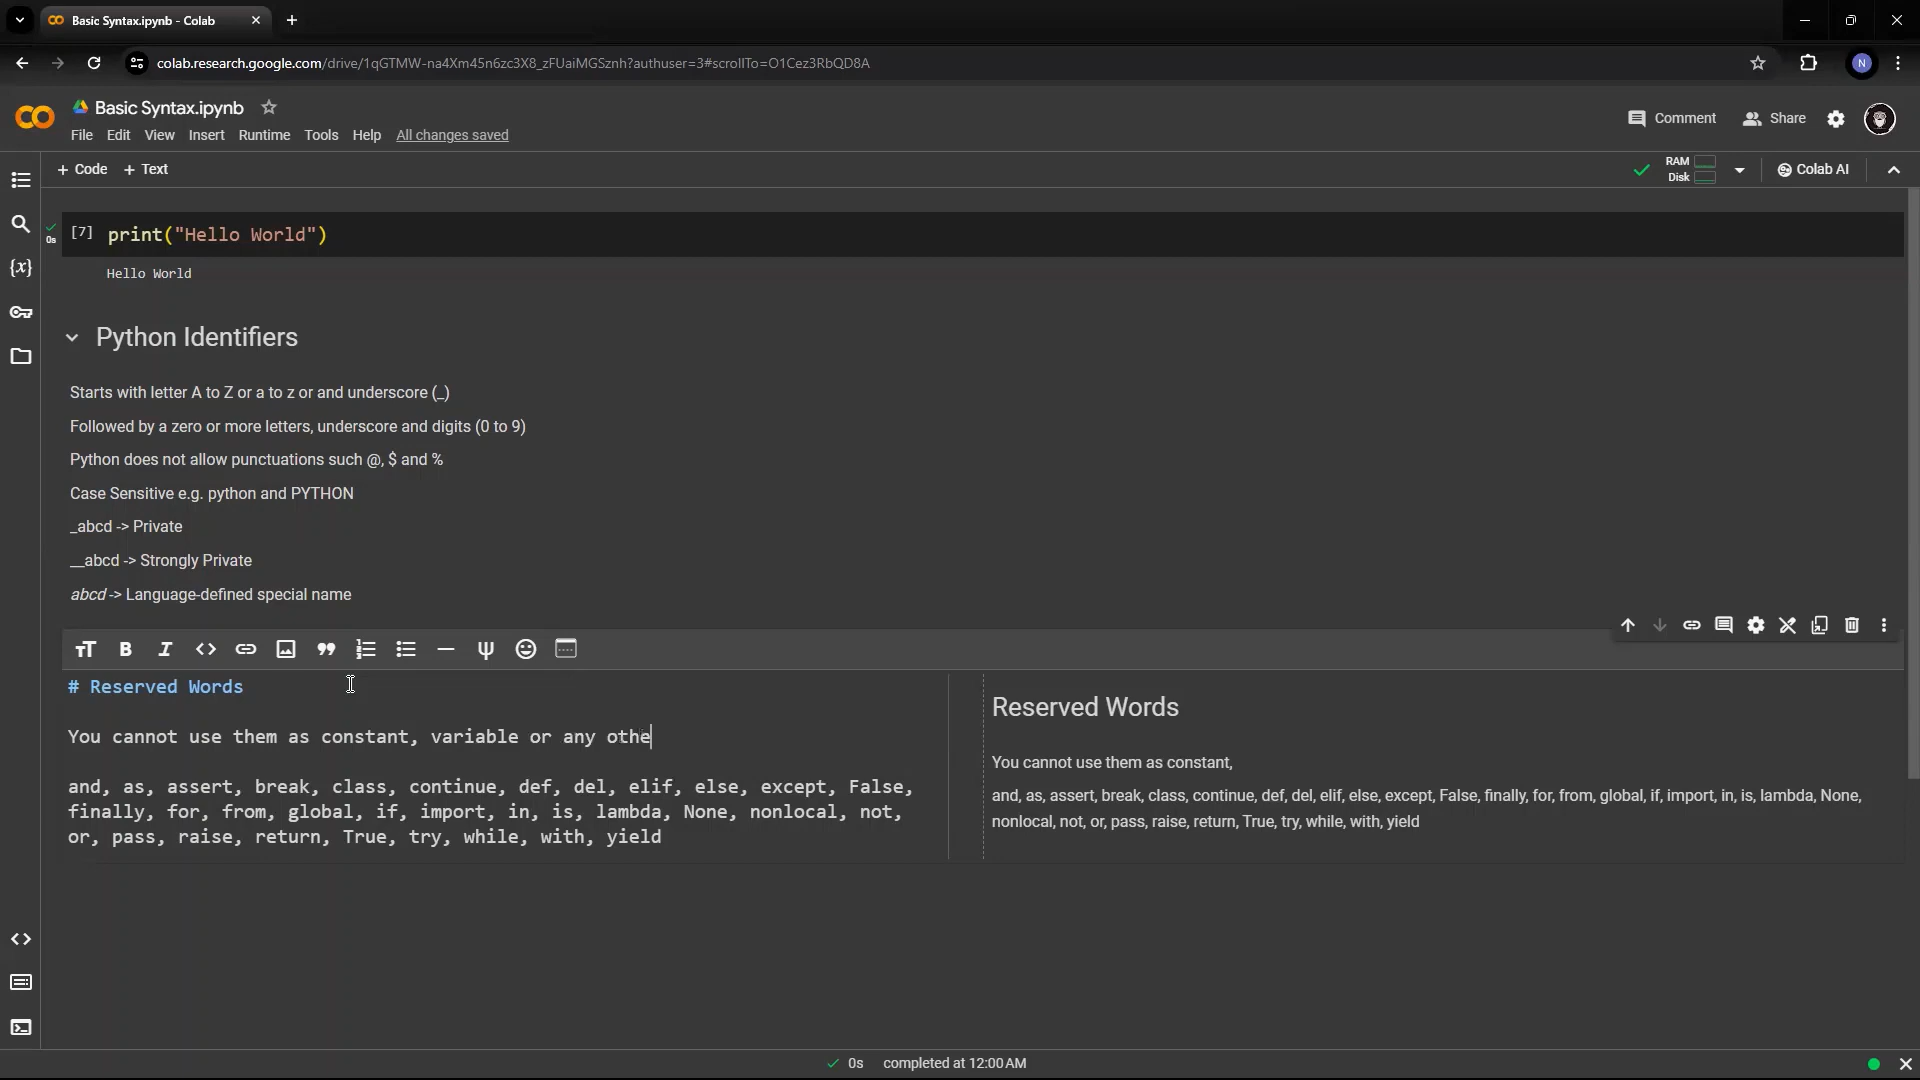 Basic Syntax.ipynb - Colab
colab.research.google.com/drive/1qGTMW-na4Xm45n6zc3X8_zFUaiMGSznh?authuser=3#scrollTo=O1Cez3RbQD8A
N
Basic Syntax.ipynb
File Edit View Insert Runtime Tools Help All changes saved
Comment Share
+ Code + Text
RAM
Disk
Colab AI
[7] print("Hello World")
0s
Hello World
Python Identifiers
Starts with letter A to Z or a to z or and underscore (_)
Followed by a zero or more letters, underscore and digits (0 to 9)
Python does not allow punctuations such @, $ and %
Case Sensitive e.g. python and PYTHON
_abcd -> Private
__abcd -> Strongly Private
abcd -> Language-defined special name
# Reserved Words
You cannot use them as constant, variable or any othe
and, as, assert, break, class, continue, def, del, elif, else, except, False,
finally, for, from, global, if, import, in, is, lambda, None, nonlocal, not,
or, pass, raise, return, True, try, while, with, yield
Reserved Words
You cannot use them as constant,
and, as, assert, break, class, continue, def, del, elif, else, except, False, finally, for, from, global, if, import, in, is, lambda, None,
nonlocal, not, or, pass, raise, return, True, try, while, with, yield
0s completed at 12:00 AM